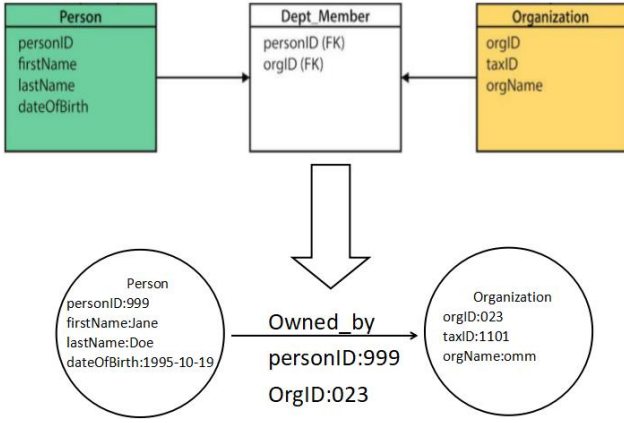 Person
personID
firstName
lastName
dateOfBirth
Dept_Member
personID (FK)
orgID (FK)
Organization
orgID
taxID
orgName
Person
personID:999
firstName:Jane
lastName:Doe
dateOfBirth:1995-10-19
Owned_by
personID:999
OrgID:023
Organization
orgID:023
taxID:1101
orgName:omm